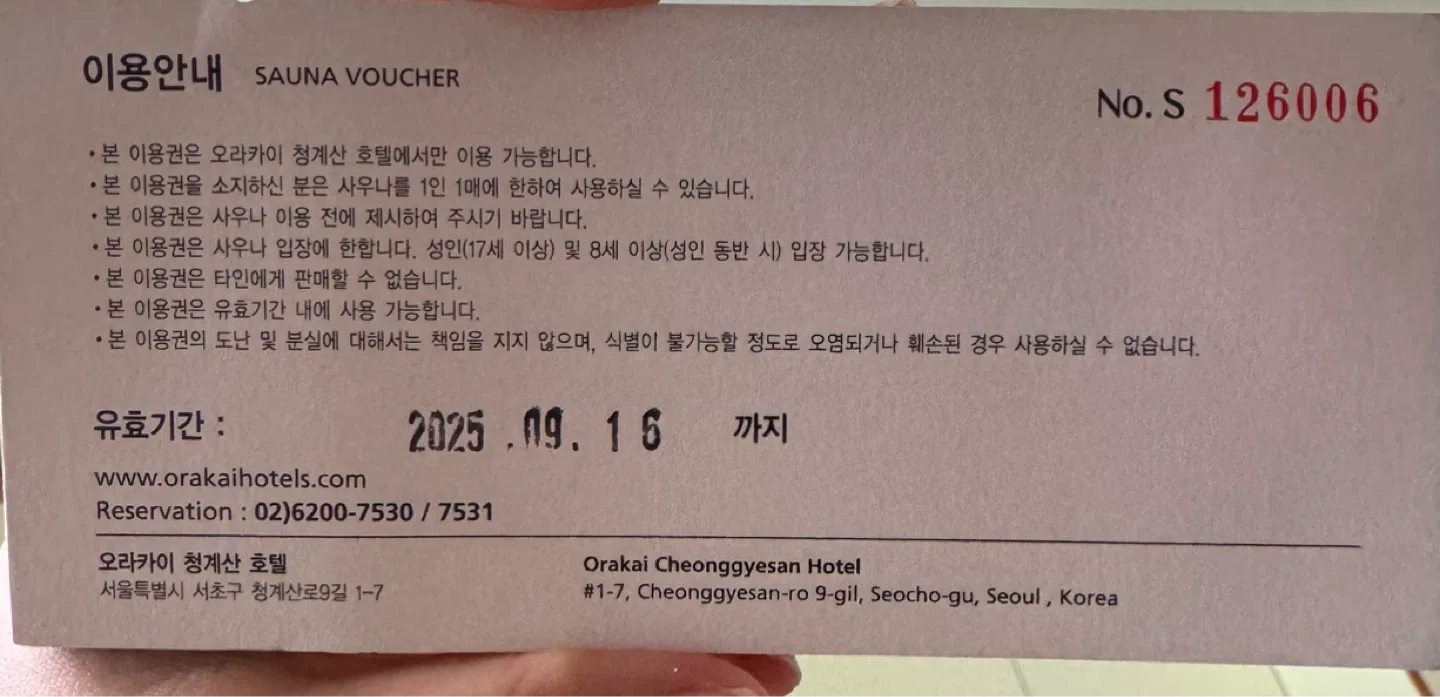 이용안내 SAUNA VOUCHER
No. S 126006
• 본 이용권은 오라카이 청계산 호텔에서만 이용 가능합니다.
• 본 이용권을 소지하신 분은 사우나를 1인 1매에 한하여 사용하실 수 있습니다.
• 본 이용권은 사우나 이용 전에 제시하여 주시기 바랍니다.
• 본 이용권은 사우나 입장에 한합니다. 성인(17세 이상) 및 8세 이상(성인 동반 시) 입장 가능합니다.
• 본 이용권은 타인에게 판매할 수 없습니다.
• 본 이용권은 유효기간 내에 사용 가능합니다.
• 본 이용권의 도난 및 분실에 대해서는 책임을 지지 않으며, 식별이 불가능할 정도로 오염되거나 훼손된 경우 사용하실 수 없습니다.
유효기간 : 2025 .09. 16 까지
www.orakaihotels.com
Reservation : 02)6200-7530 / 7531
오라카이 청계산 호텔
서울특별시 서초구 청계산로9길 1-7
Orakai Cheonggyesan Hotel
#1-7, Cheonggyesan-ro 9-gil, Seocho-gu, Seoul , Korea